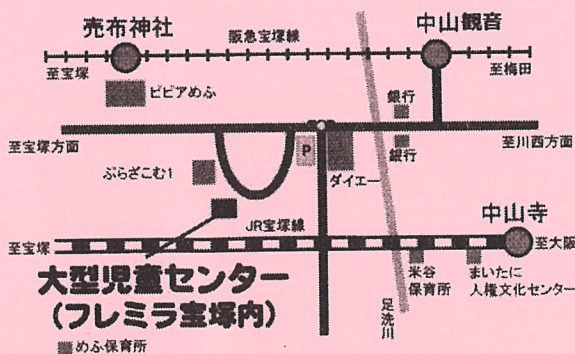 売布神社
阪急宝塚線
中山観音
至宝塚
至梅田
ピピアめふ
銀行
至宝塚方面
P
至川西方面
銀行
ぷらざこむ1
ダイエー
中山寺
JR宝塚線
至宝塚
至大阪
大型児童センター
(フレミラ宝塚内)
米谷
保育所
まいたに
人権文化センター
足洗川
めふ保育所